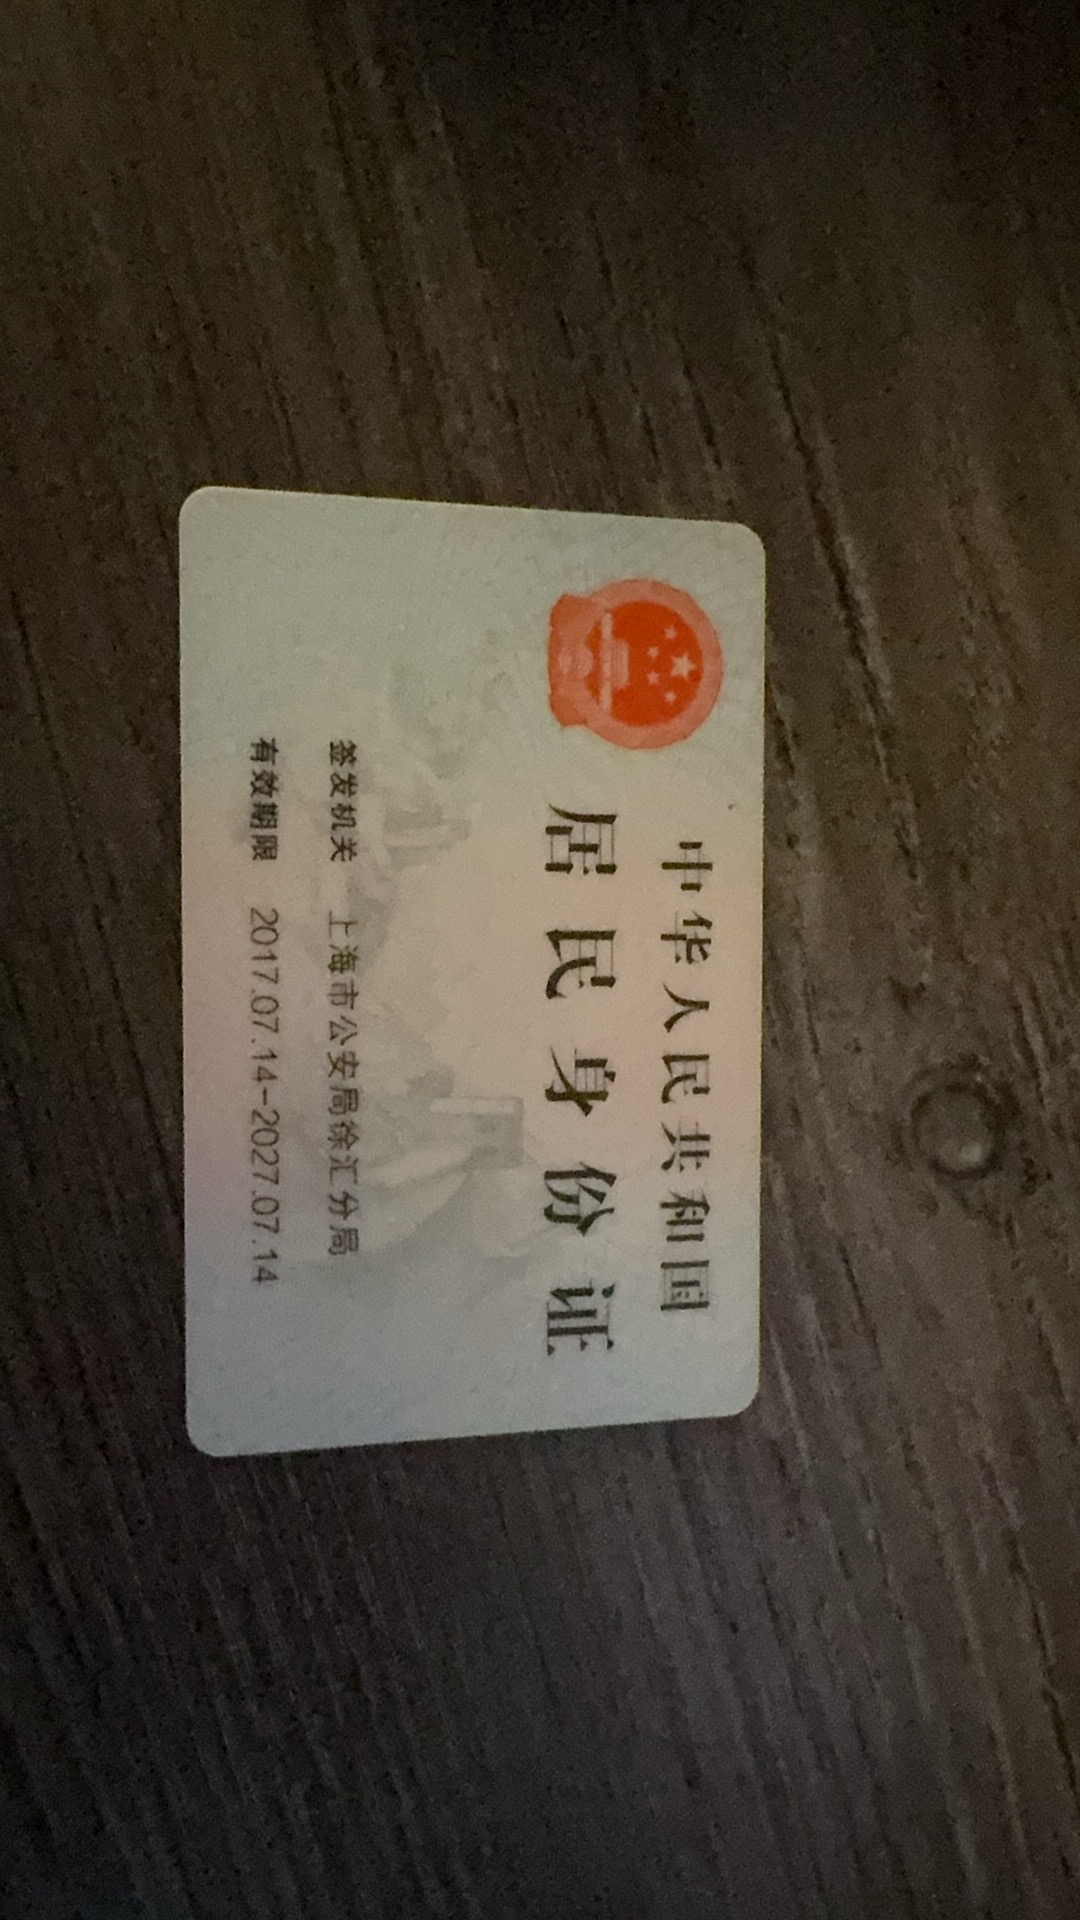 中华人民共和国
居民身份证
签发机关 上海市公安局徐汇分局
有效期限 2017.07.14-2027.07.14